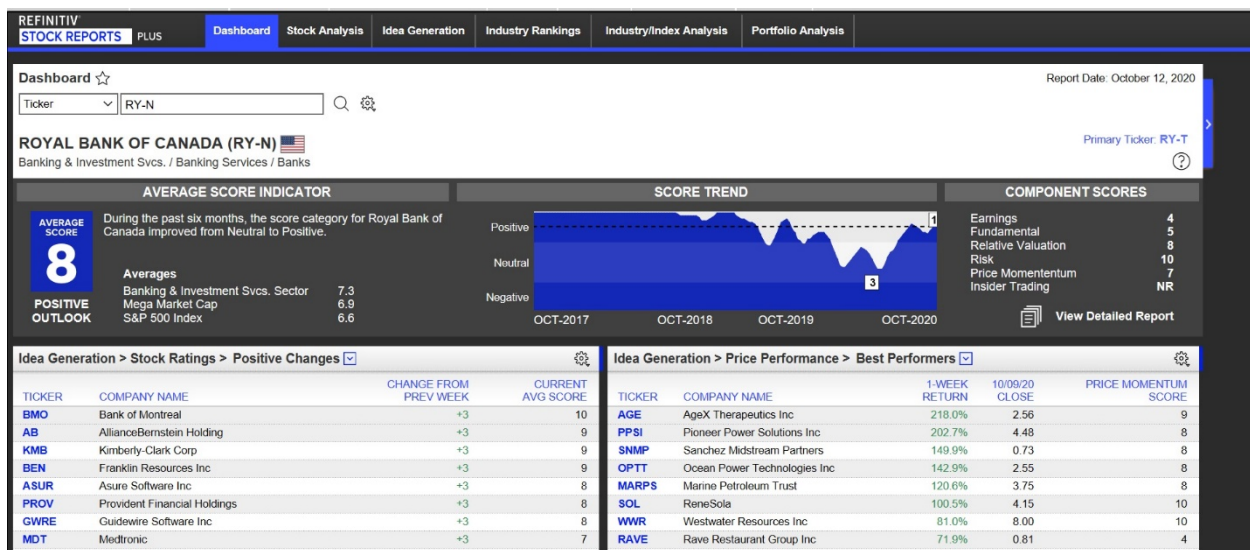 REFINITIV
STOCK REPORTS PLUS
Dashboard Stock Analysis Idea Generation Industry Rankings Industry/Index Analysis Portfolio Analysis
Dashboard
Report Date: October 12, 2020
Ticker RY-N
ROYAL BANK OF CANADA (RY-N)
Primary Ticker: RY-T
Banking & Investment Svcs. / Banking Services / Banks
?
AVERAGE SCORE INDICATOR
AVERAGE
SCORE
8
POSITIVE
OUTLOOK
During the past six months, the score category for Royal Bank of
Canada improved from Neutral to Positive.
Averages
Banking & Investment Svcs. Sector 7.3
Mega Market Cap 6.9
S&P 500 Index 6.6
SCORE TREND
Positive
Neutral
Negative
1
3
OCT-2017 OCT-2018 OCT-2019 OCT-2020
COMPONENT SCORES
Earnings 4
Fundamental 5
Relative Valuation 8
Risk 10
Price Momententum 7
Insider Trading NR
View Detailed Report
Idea Generation > Stock Ratings > Positive Changes
TICKER COMPANY NAME CHANGE FROM PREV WEEK CURRENT AVG SCORE
BMO Bank of Montreal +3 10
AB AllianceBernstein Holding +3 9
KMB Kimberly-Clark Corp +3 9
BEN Franklin Resources Inc +3 9
ASUR Asure Software Inc +3 8
PROV Provident Financial Holdings +3 8
GWRE Guidewire Software Inc +3 8
MDT Medtronic +3 7
Idea Generation > Price Performance > Best Performers
TICKER COMPANY NAME 1-WEEK RETURN 10/09/20 CLOSE PRICE MOMENTUM SCORE
AGE AgeX Therapeutics Inc 218.0% 2.56 9
PPSI Pioneer Power Solutions Inc 202.7% 4.48 8
SNMP Sanchez Midstream Partners 149.9% 0.73 8
OPTT Ocean Power Technologies Inc 142.9% 2.55 8
MARPS Marine Petroleum Trust 120.6% 3.75 8
SOL ReneSola 100.5% 4.15 10
WWR Westwater Resources Inc 81.0% 8.00 10
RAVE Rave Restaurant Group Inc 71.9% 0.81 4